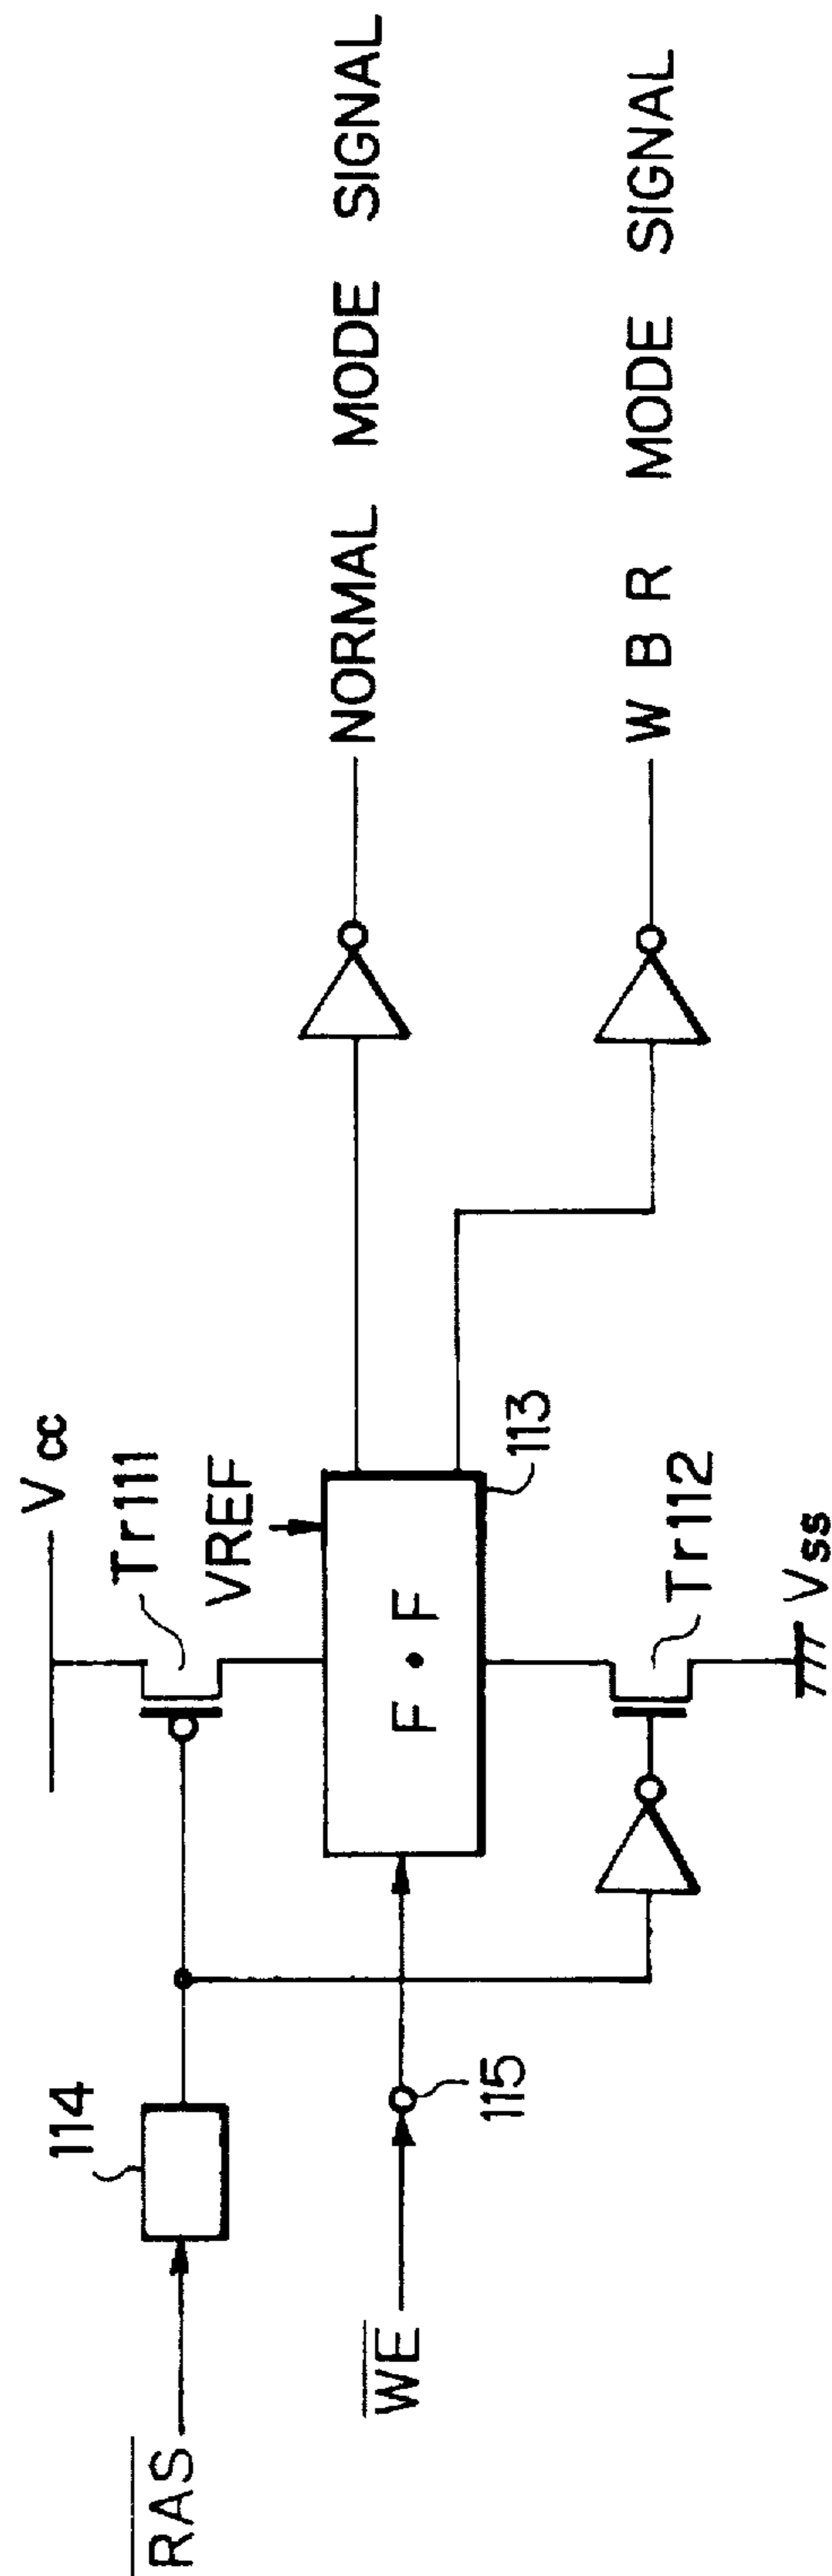 Vcc
Tr111
VREF
114
RAS
F・F
NORMAL MODE SIGNAL
WE
115
113
Tr112
W B R MODE SIGNAL
Vss